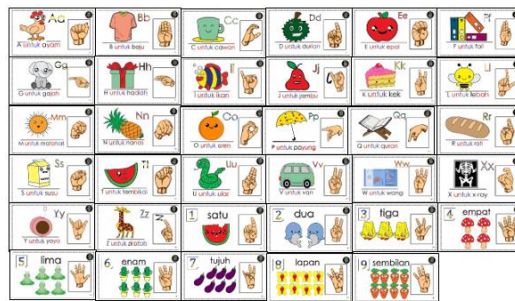 Aa
A untuk ayam
Bb
B untuk baju
Cc
C untuk cawan
Dd
D untuk durian
Ee
E untuk epal
Ff
F untuk fail
Gg
G untuk gajah
Hh
H untuk hadiah
Ii
I untuk ikan
Jj
J untuk jambu
Kk
K untuk kek
Ll
L untuk lebah
Mm
M untuk matahari
Nn
N untuk nanas
Oo
O untuk oren
Pp
P untuk payung
Qq
Q untuk quran
Rr
R untuk roti
Ss
S untuk susu
Tt
T untuk tembikai
Uu
U untuk ular
Vv
V untuk van
Ww
W untuk wang
Xx
X untuk x-ray
Yy
Y untuk yoyo
Zz
Z untuk zirafah
1 satu
2 dua
3 tiga
4 empat
5 lima
6 enam
7 tujuh
8 lapan
9 sembilan